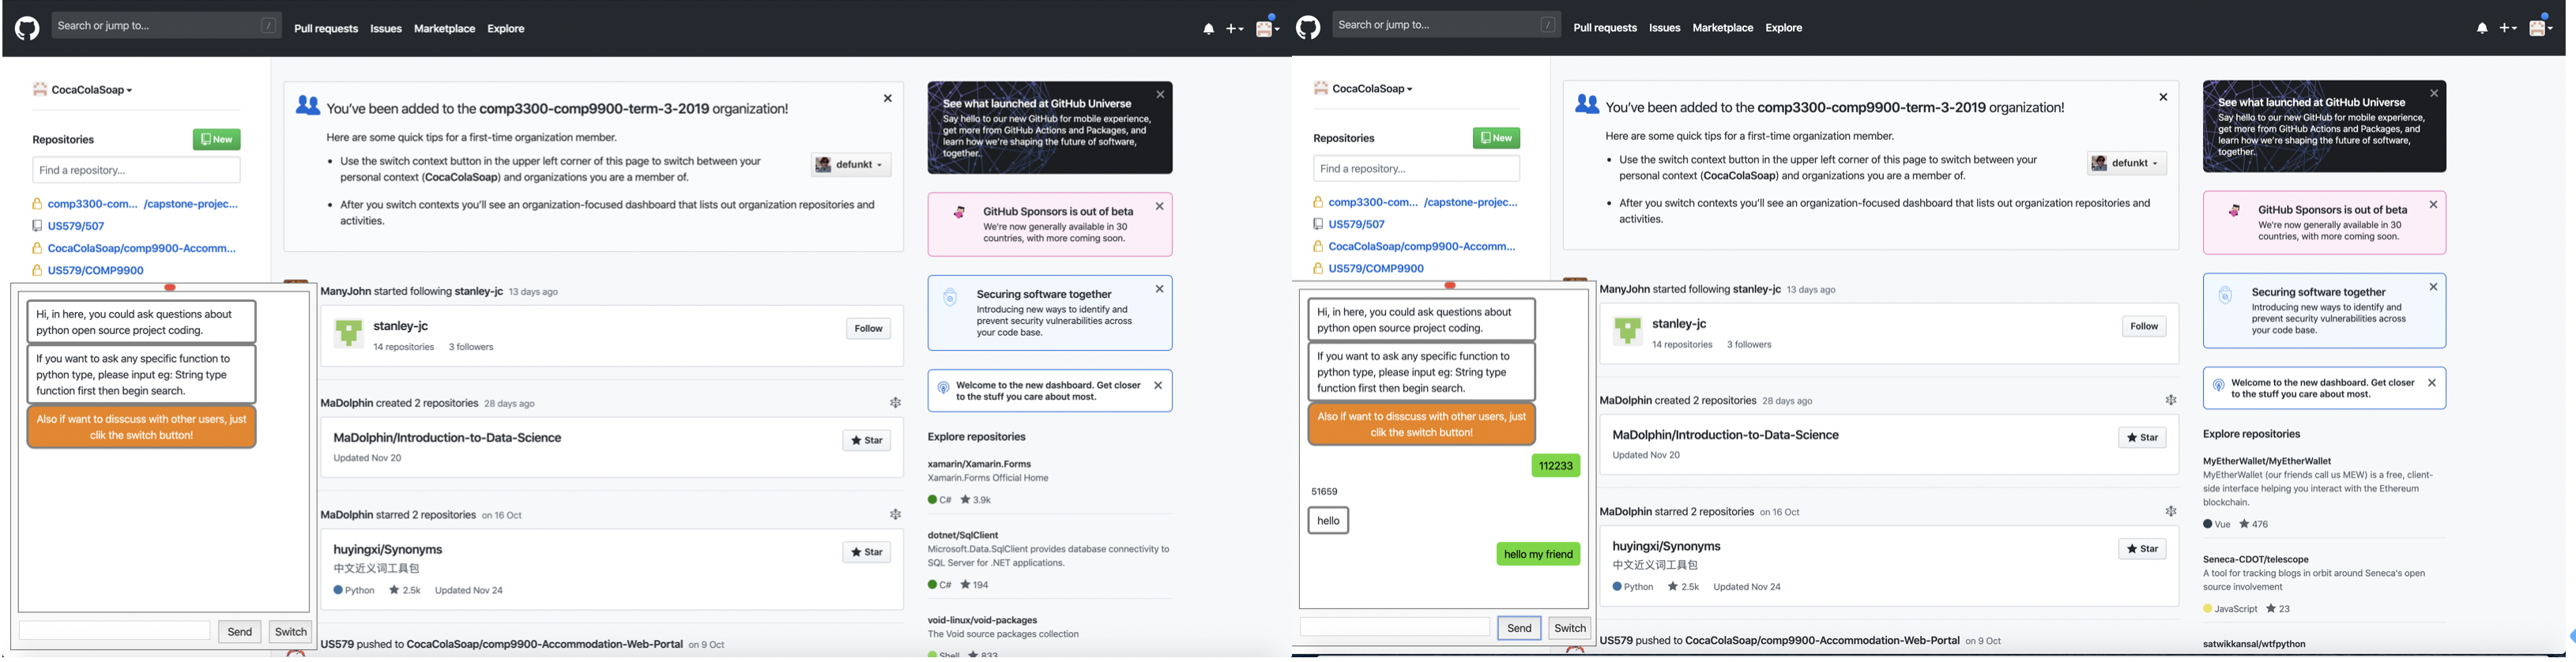 Search or jump to...
/
Pull requests
Issues
Marketplace
Explore
CocaColaSoap
Repositories
New
Find a repository...
comp3300-com... /capstone-projec...
US579/507
CocaColaSoap/comp9900-Accomm...
US579/COMP9900
Hi, in here, you could ask questions about
python open source project coding.
If you want to ask any specific function to
python type, please input eg: String type
function first then begin search.
Also if want to disscuss with other users, just
clik the switch button!
Send
Switch
You've been added to the comp3300-comp9900-term-3-2019 organization!
Here are some quick tips for a first-time organization member.
Use the switch context button in the upper left corner of this page to switch between your
personal context (CocaColaSoap) and organizations you are a member of.
defunkt
After you switch contexts you'll see an organization-focused dashboard that lists out organization repositories and
activities.
ManyJohn started following stanley-jc 13 days ago
stanley-jc
14 repositories 3 followers
Follow
MaDolphin created 2 repositories 28 days ago
MaDolphin/Introduction-to-Data-Science
Updated Nov 20
Star
MaDolphin starred 2 repositories on 16 Oct
huyingxi/Synonyms
中文近义词工具包
Python 2.5k Updated Nov 24
Star
US579 pushed to CocaColaSoap/comp9900-Accommodation-Web-Portal on 9 Oct
See what launched at GitHub Universe
Say hello to our new GitHub for mobile experience,
get more from GitHub Actions and Packages, and
learn how we're shaping the future of software,
together.
GitHub Sponsors is out of beta
We're now generally available in 30
countries, with more coming soon.
Securing software together
Introducing new ways to identify and
prevent security vulnerabilities across
your code base.
Welcome to the new dashboard. Get closer
to the stuff you care about most.
Explore repositories
xamarin/Xamarin.Forms
Xamarin.Forms Official Home
C# 3.9k
dotnet/SqlClient
Microsoft.Data.SqlClient provides database connectivity to
SQL Server for .NET applications.
C# 194
void-linux/void-packages
The Void source packages collection
Shell 833
Search or jump to...
/
Pull requests
Issues
Marketplace
Explore
CocaColaSoap
Repositories
New
Find a repository...
comp3300-com... /capstone-projec...
US579/507
CocaColaSoap/comp9900-Accomm...
US579/COMP9900
Hi, in here, you could ask questions about
python open source project coding.
If you want to ask any specific function to
python type, please input eg: String type
function first then begin search.
Also if want to disscuss with other users, just
clik the switch button!
112233
51659
hello
hello my friend
Send
Switch
You've been added to the comp3300-comp9900-term-3-2019 organization!
Here are some quick tips for a first-time organization member.
Use the switch context button in the upper left corner of this page to switch between your
personal context (CocaColaSoap) and organizations you are a member of.
defunkt
After you switch contexts you'll see an organization-focused dashboard that lists out organization repositories and
activities.
ManyJohn started following stanley-jc 13 days ago
stanley-jc
14 repositories 3 followers
Follow
MaDolphin created 2 repositories 28 days ago
MaDolphin/Introduction-to-Data-Science
Updated Nov 20
Star
MaDolphin starred 2 repositories on 16 Oct
huyingxi/Synonyms
中文近义词工具包
Python 2.5k Updated Nov 24
Star
US579 pushed to CocaColaSoap/comp9900-Accommodation-Web-Portal on 9 Oct
See what launched at GitHub Universe
Say hello to our new GitHub for mobile experience,
get more from GitHub Actions and Packages, and
learn how we're shaping the future of software,
together.
GitHub Sponsors is out of beta
We're now generally available in 30
countries, with more coming soon.
Securing software together
Introducing new ways to identify and
prevent security vulnerabilities across
your code base.
Welcome to the new dashboard. Get closer
to the stuff you care about most.
Explore repositories
MyEtherWallet/MyEtherWallet
MyEtherWallet (our friends call us MEW) is a free, client-
side interface helping you interact with the Ethereum
blockchain.
Vue 476
Seneca-CDOT/telescope
A tool for tracking blogs in orbit around Seneca's open
source involvement
JavaScript 23
satwikkansal/wtfpython